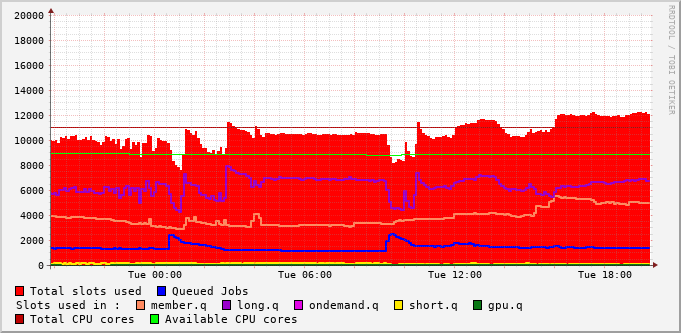 20000
18000
16000
14000
12000
10000
8000
6000
4000
2000
0
Tue 00:00 Tue 06:00 Tue 12:00 Tue 18:00
RRDTOOL / TOBI OETIKER
Total slots used Queued Jobs
Slots used in : member.q long.q ondemand.q short.q gpu.q
Total CPU cores Available CPU cores